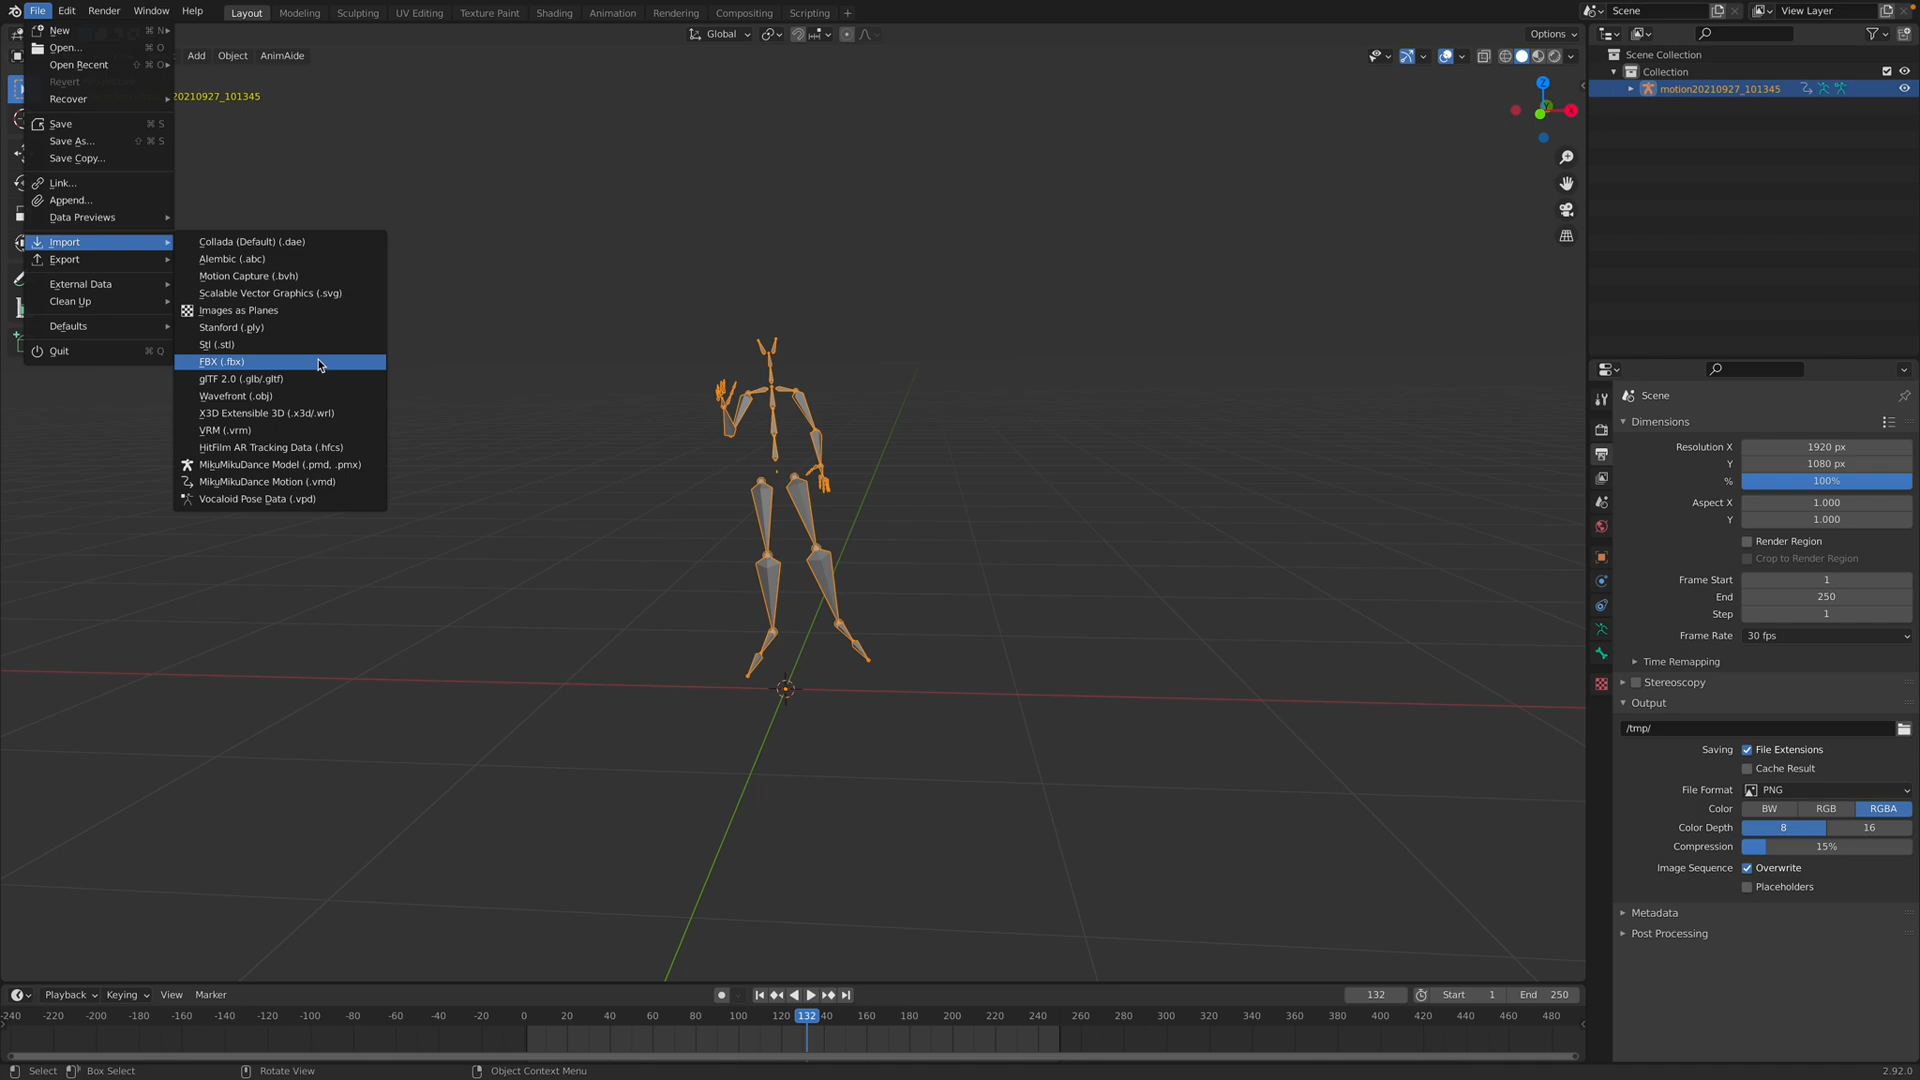 File Edit Render Window Help
Layout Modeling Sculpting UV Editing Texture Paint Shading Animation Rendering Compositing Scripting +
Scene
View Layer
New ⌘ N
Open... ⌘ O
Open Recent ⇧ ⌘ O
Revert
Recover
Save ⌘ S
Save As... ⇧ ⌘ S
Save Copy...
Link...
Append...
Data Previews
Import
Export
External Data
Clean Up
Defaults
Quit ⌘ Q
Collada (Default) (.dae)
Alembic (.abc)
Motion Capture (.bvh)
Scalable Vector Graphics (.svg)
Images as Planes
Stanford (.ply)
Stl (.stl)
FBX (.fbx)
glTF 2.0 (.glb/.gltf)
Wavefront (.obj)
X3D Extensible 3D (.x3d/.wrl)
VRM (.vrm)
HitFilm AR Tracking Data (.hfcs)
MikuMikuDance Model (.pmd, .pmx)
MikuMikuDance Motion (.vmd)
Vocaloid Pose Data (.vpd)
Global
Options
Add Object AnimAide
20210927_101345
Z
X
Scene Collection
Collection
motion20210927_101345
Scene
Dimensions
Resolution X 1920 px
Y 1080 px
% 100%
Aspect X 1.000
Y 1.000
Render Region
Crop to Render Region
Frame Start 1
End 250
Step 1
Frame Rate 30 fps
Time Remapping
Stereoscopy
Output
/tmp/
Saving File Extensions
Cache Result
File Format PNG
Color BW RGB RGBA
Color Depth 8 16
Compression 15%
Image Sequence Overwrite
Placeholders
Metadata
Post Processing
Playback Keying View Marker
132 Start 1 End 250
-240 -220 -200 -180 -160 -140 -120 -100 -80 -60 -40 -20 0 20 40 60 80 100 120 132 40 160 180 200 220 240 260 280 300 320 340 360 380 400 420 440 460 480
Select Box Select Rotate View Object Context Menu 2.92.0